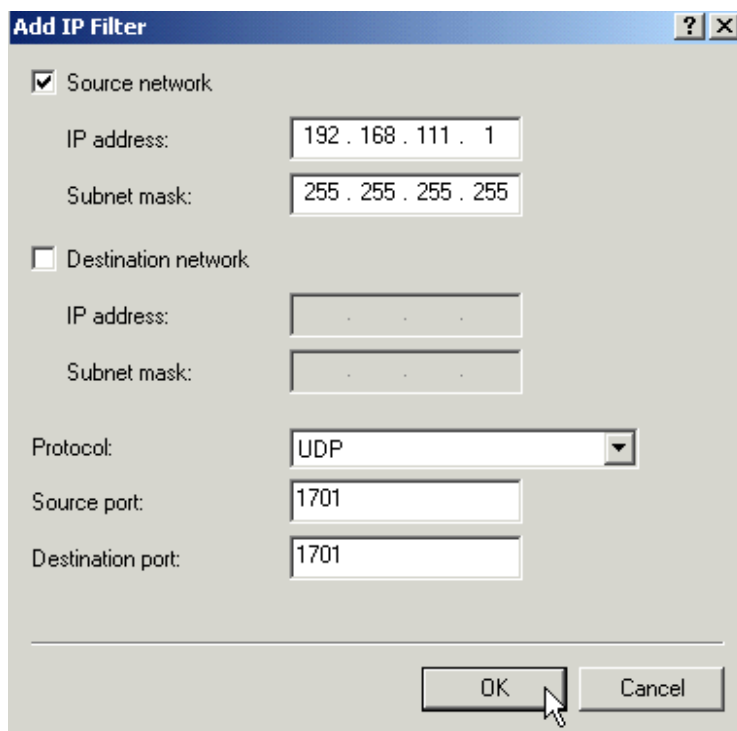 Add IP Filter
Source network
IP address: 192 . 168 . 111 . 1
Subnet mask: 255 . 255 . 255 . 255
Destination network
IP address: . . .
Subnet mask: . . .
Protocol: UDP
Source port: 1701
Destination port: 1701
OK Cancel